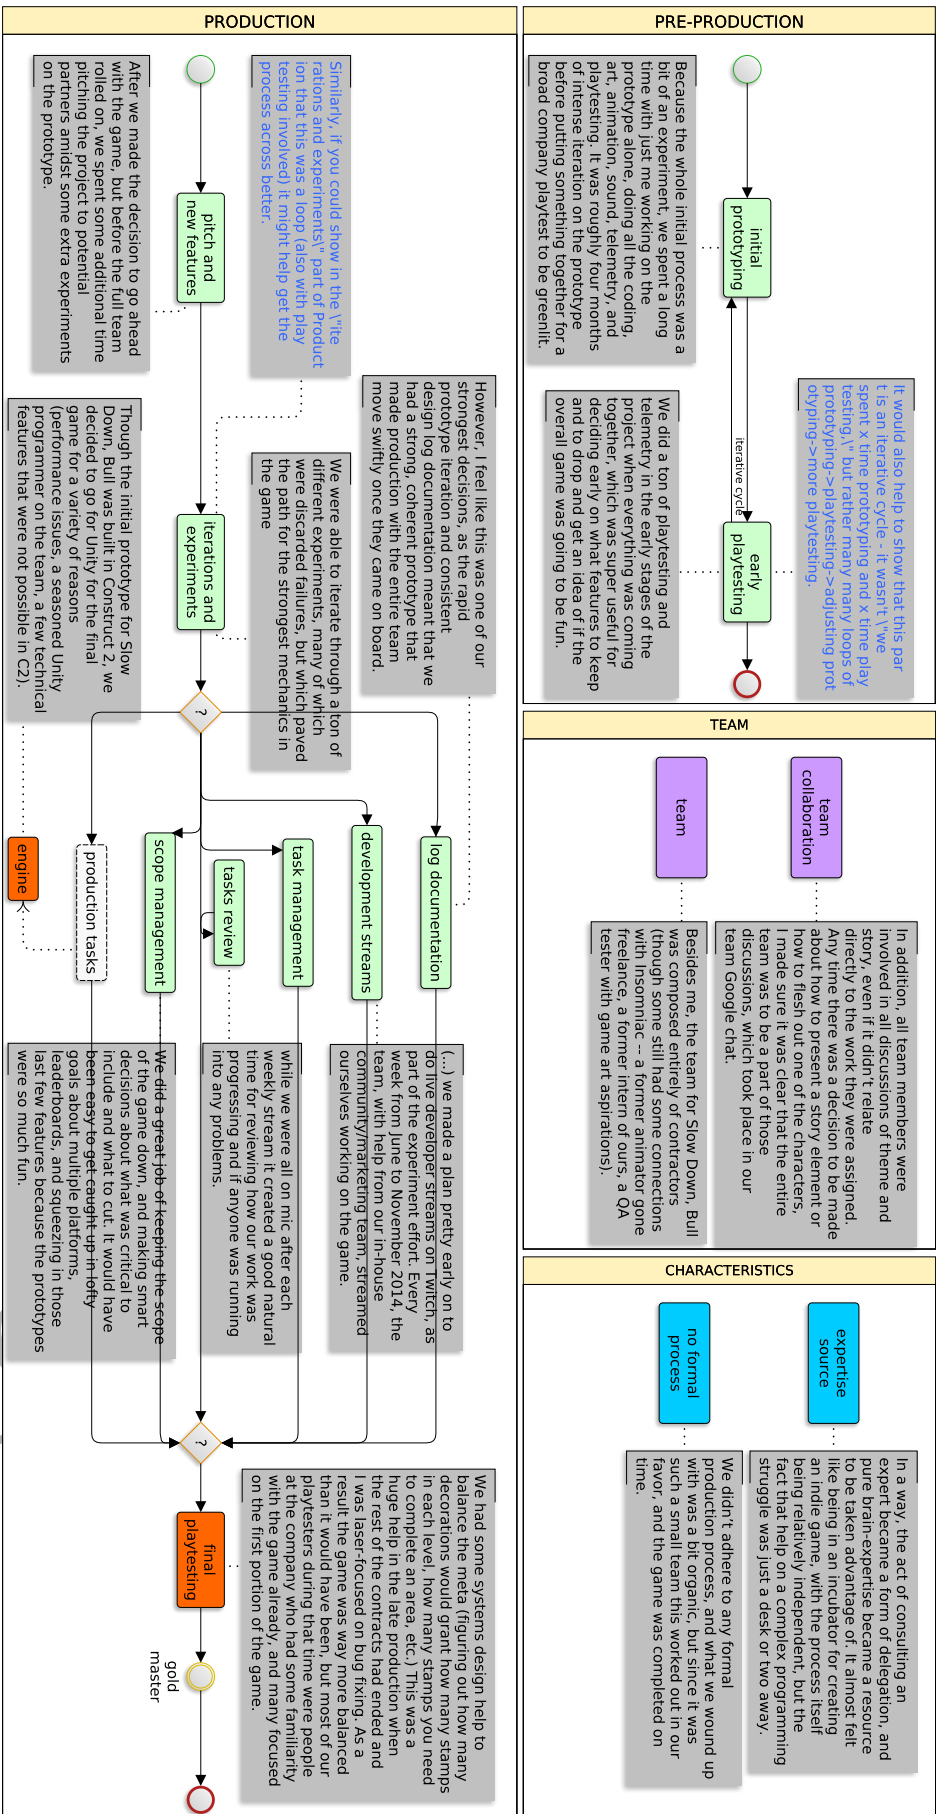 PRE-PRODUCTION
initial
prototyping
iterative cycle
early
playtesting
It would also help to show that this par
t is an iterative cycle - it wasn't \"we
spent x time prototyping and x time play
testing,\" but rather many many loops of
prototyping->playtesting->adjusting prot
otyping->more playtesting.
Because the whole initial process was a
bit of an experiment, we spent a long
time with just me working on the
prototype alone, doing all the coding,
art, animation, sound, telemetry, and
playtesting. It was roughly four months
of intense iteration on the prototype
before putting something together for a
broad company playtest to be greenlit.
We did a ton of playtesting and
telemetry in the early stages of the
project when everything was coming
together, which was super useful for
deciding early on what features to keep
and to drop and get an idea of if the
overall game was going to be fun.
TEAM
team
collaboration
In addition, all team members were
involved in all discussions of theme and
story, even if it didn't relate
directly to the work they were assigned.
Any time there was a decision to be made
about how to present a story element or
how to flesh out one of the characters,
I made sure it was clear that the entire
team was to be a part of those
discussions, which took place in our
team Google chat.
team
Besides me, the team for Slow Down, Bull
was composed entirely of contractors
(though some still had some connections
with Insomniac -- a former animator gone
freelance, a former intern of ours, a QA
tester with game art aspirations).
CHARACTERISTICS
expertise
source
In a way, the act of consulting an
expert became a form of delegation, and
pure brain-expertise became a resource
to be taken advantage of. It almost felt
like being in an incubator for creating
an indie game, with the process itself
being relatively independent, but the
fact that help on a complex programming
struggle was just a desk or two away.
no formal
process
We didn't adhere to any formal
production process, and what we wound up
with was a bit organic, but since it was
such a small team this worked out in our
favor, and the game was completed on
time.
PRODUCTION
However, I feel like this was one of our
strongest decisions, as the rapid
prototype iteration and consistent
design log documentation meant that we
had a strong, coherent prototype that
made production with the entire team
move swiftly once they came on board.
Similarly, if you could show in the \"ite
rations and experiments\" part of Product
ion that this was a loop (also with play
testing involved) it might help get the
process across better.
We were able to iterate through a ton of
different experiments, many of which
were discarded failures, but which paved
the path for the strongest mechanics in
the game
pitch and
new features
iterations and
experiments
?
After we made the decision to go ahead
with the game, but before the full team
rolled on, we spent some additional time
pitching the project to potential
partners amidst some extra experiments
on the prototype.
Though the initial prototype for Slow
Down, Bull was built in Construct 2, we
decided to go for Unity for the final
game for a variety of reasons
(performance issues, a seasoned Unity
programmer on the team, a few technical
features that were not possible in C2).
log documentation
development streams
task management
tasks review
scope management
production tasks
engine
(...) we made a plan pretty early on to
do live developer streams on Twitch, as
part of the experiment effort. Every
week from June to November 2014, the
team, with help from our in-house
community/marketing team, streamed
ourselves working on the game.
while we were all on mic after each
weekly stream it created a good natural
time for reviewing how our work was
progressing and if anyone was running
into any problems.
We did a great job of keeping the scope
of the game down, and making smart
decisions about what was critical to
include and what to cut. It would have
been easy to get caught up in lofty
goals about multiple platforms,
leaderboards, and squeezing in those
last few features because the prototypes
were so much fun.
?
final
playtesting
gold
master
We had some systems design help to
balance the meta (figuring out how many
decorations would grant how many stamps
in each level, how many stamps you need
to complete an area, etc.) This was a
huge help in the late production when
the rest of the contracts had ended and
I was laser-focused on bug fixing. As a
result the game was way more balanced
than it would have been, but most of our
playtesters during that time were people
at the company who had some familiarity
with the game already, and many focused
on the first portion of the game.